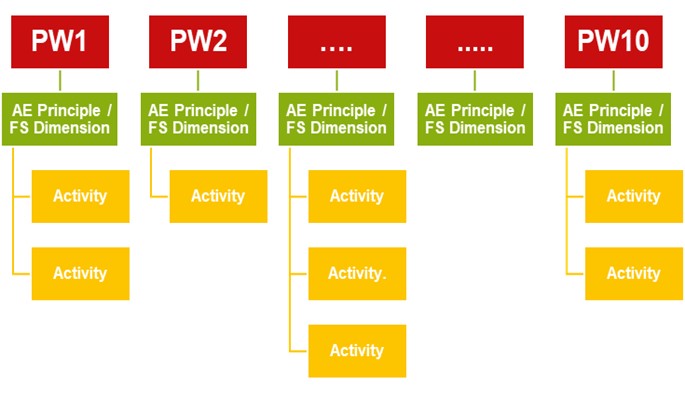 PW1
PW2
....
.....
PW10
AE Principle /
FS Dimension
AE Principle /
FS Dimension
AE Principle /
FS Dimension
AE Principle /
FS Dimension
AE Principle /
FS Dimension
Activity
Activity
Activity
Activity
Activity
Activity.
Activity
Activity